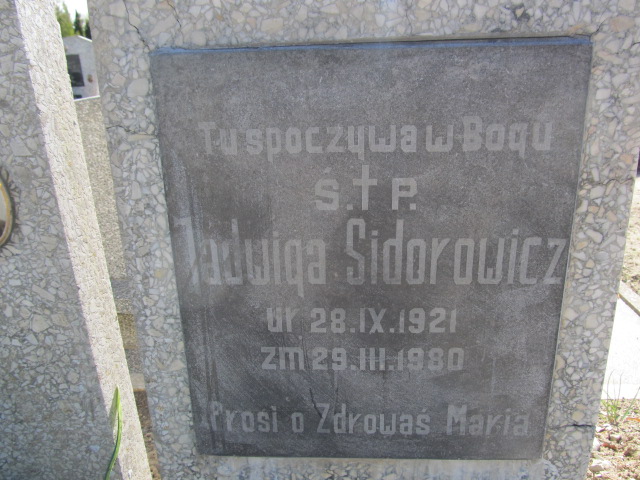 Tu spoczywa w Bogu
Ś.†P.
Jadwiga Sidorowicz
ur 28.IX.1921
zm 29.III.1980
Prosi o Zdrowaś Maria